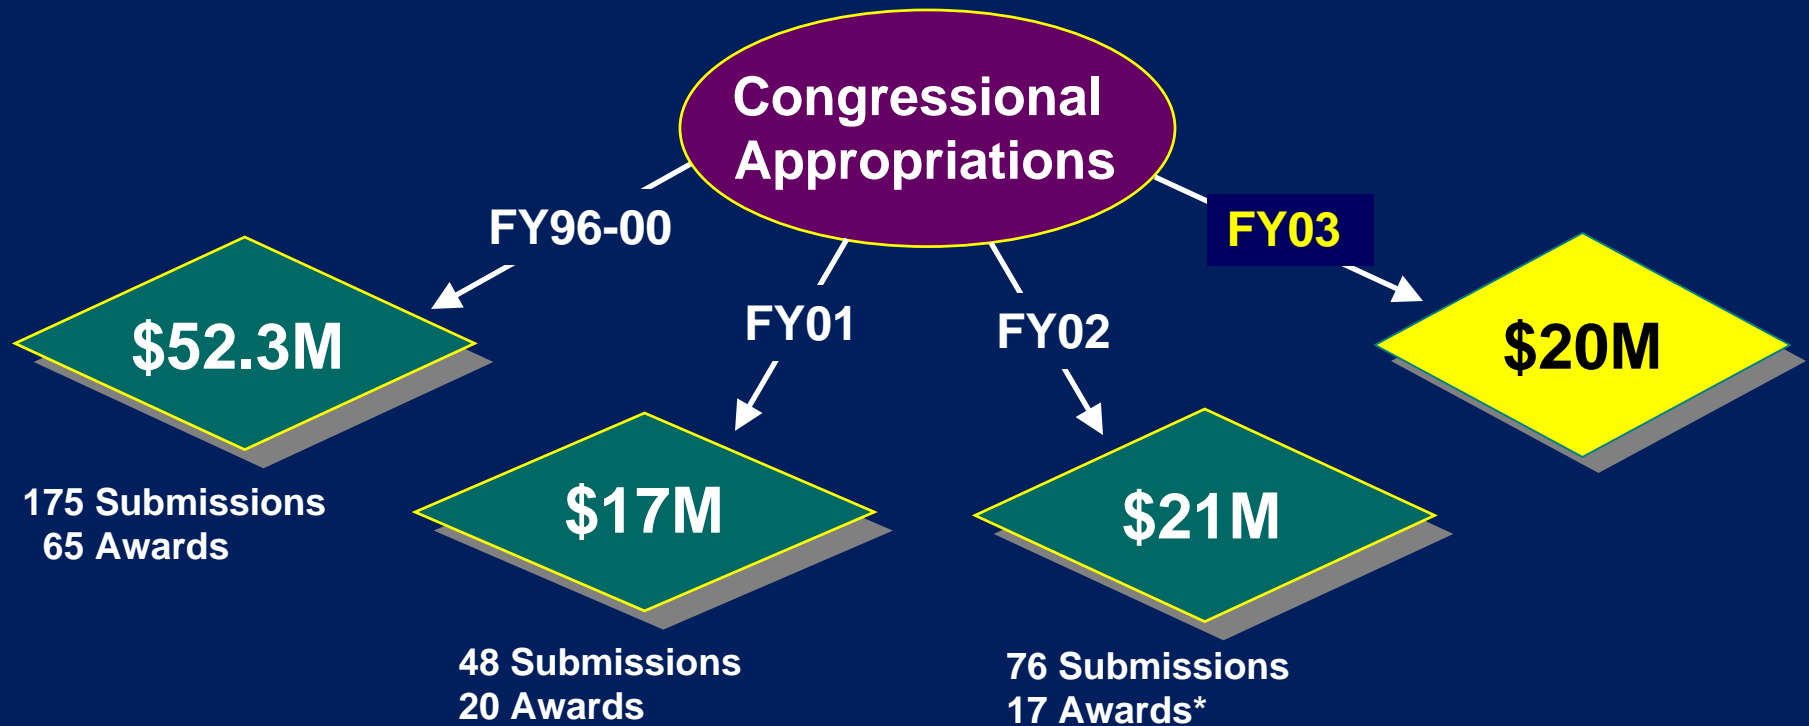 Congressional
Appropriations
FY96-00
FY01
FY02
FY03
$52.3M
175 Submissions
65 Awards
$17M
48 Submissions
20 Awards
$21M
76 Submissions
17 Awards*
$20M